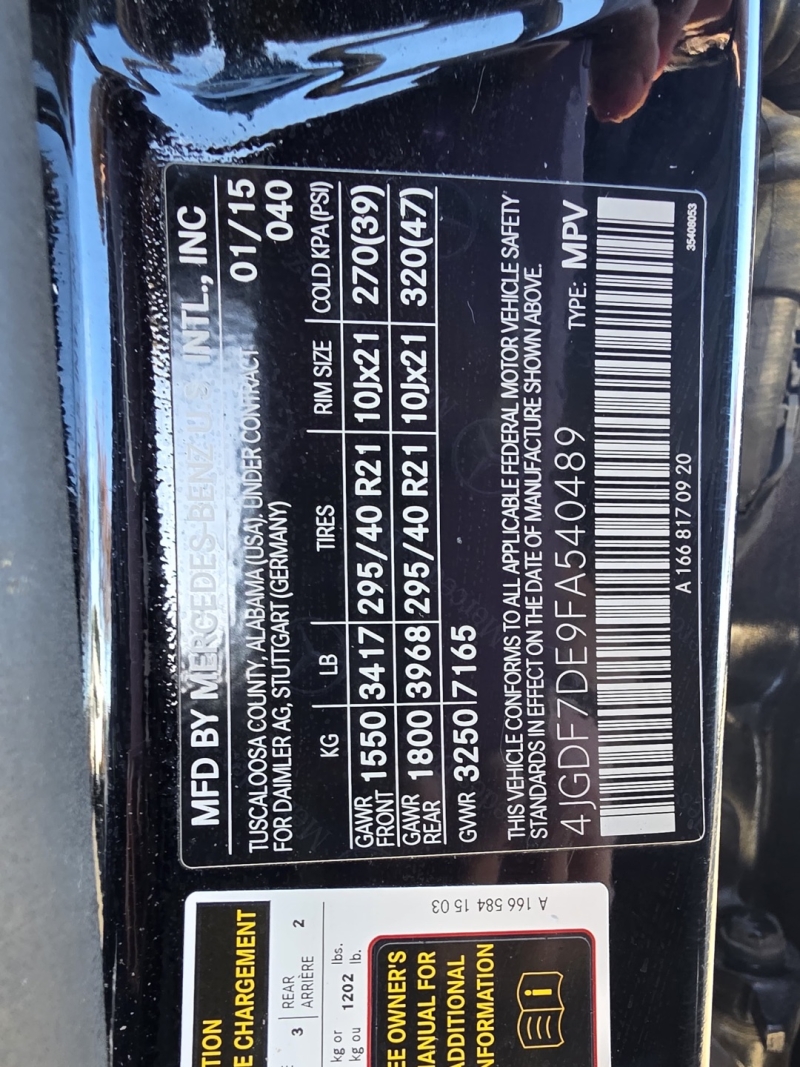 MFD BY MERCEDES-BENZ U.S. INTL., INC
01/15
TUSCALOOSA COUNTY, ALABAMA (USA), UNDER CONTRACT
FOR DAIMLER AG, STUTTGART (GERMANY) 040
KG LB TIRES RIM SIZE COLD KPA(PSI)
GAWR FRONT 1550 3417 295/40 R21 10Jx21 270(39)
GAWR REAR 1800 3968 295/40 R21 10Jx21 320(47)
GVWR 3250 7165
THIS VEHICLE CONFORMS TO ALL APPLICABLE FEDERAL MOTOR VEHICLE SAFETY
STANDARDS IN EFFECT ON THE DATE OF MANUFACTURE SHOWN ABOVE.
4JGDF7DE9FA540489 TYPE: MPV
A 166 817 09 20 35408053
TION
E CHARGEMENT
3 REAR 2
ARRIÈRE
kg or 1202 lbs.
kg ou lb.
EE OWNER'S
ANUAL FOR
ADDITIONAL
NFORMATION
A 166 584 15 03